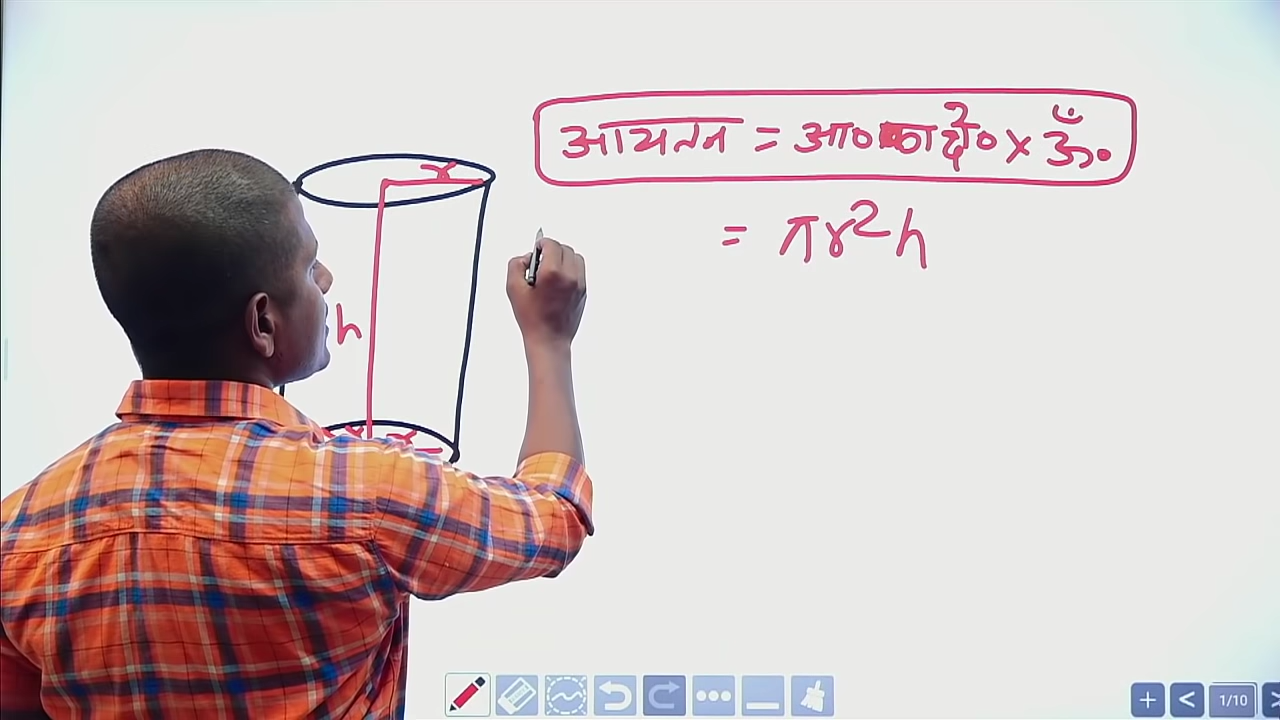 आयतन = आ० का क्षे० × ऊँ०
= πr²h
r
h
r r
1/10